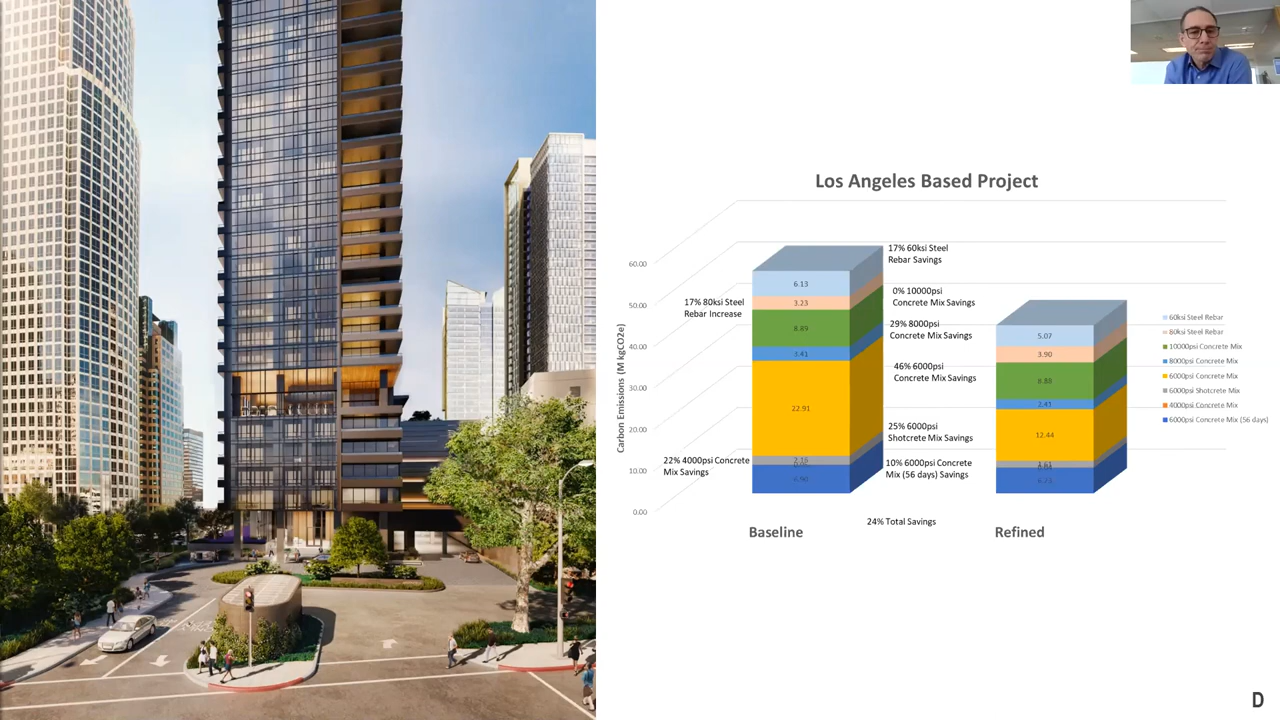 Los Angeles Based Project
Carbon Emissions (M kgCO2e)
60.00
50.00
40.00
30.00
20.00
10.00
0.00
17% 80ksi Steel
Rebar Increase
22% 4000psi Concrete
Mix Savings
6.13
3.23
8.89
3.41
22.91
2.16
6.90
17% 60ksi Steel
Rebar Savings
0% 10000psi
Concrete Mix Savings
29% 8000psi
Concrete Mix Savings
46% 6000psi
Concrete Mix Savings
25% 6000psi
Shotcrete Mix Savings
10% 6000psi Concrete
Mix (56 days) Savings
24% Total Savings
5.07
3.90
8.88
2.41
12.44
Baseline
Refined
60ksi Steel Rebar
80ksi Steel Rebar
10000psi Concrete Mix
8000psi Concrete Mix
6000psi Concrete Mix
6000psi Shotcrete Mix
4000psi Concrete Mix
6000psi Concrete Mix (56 days)
D